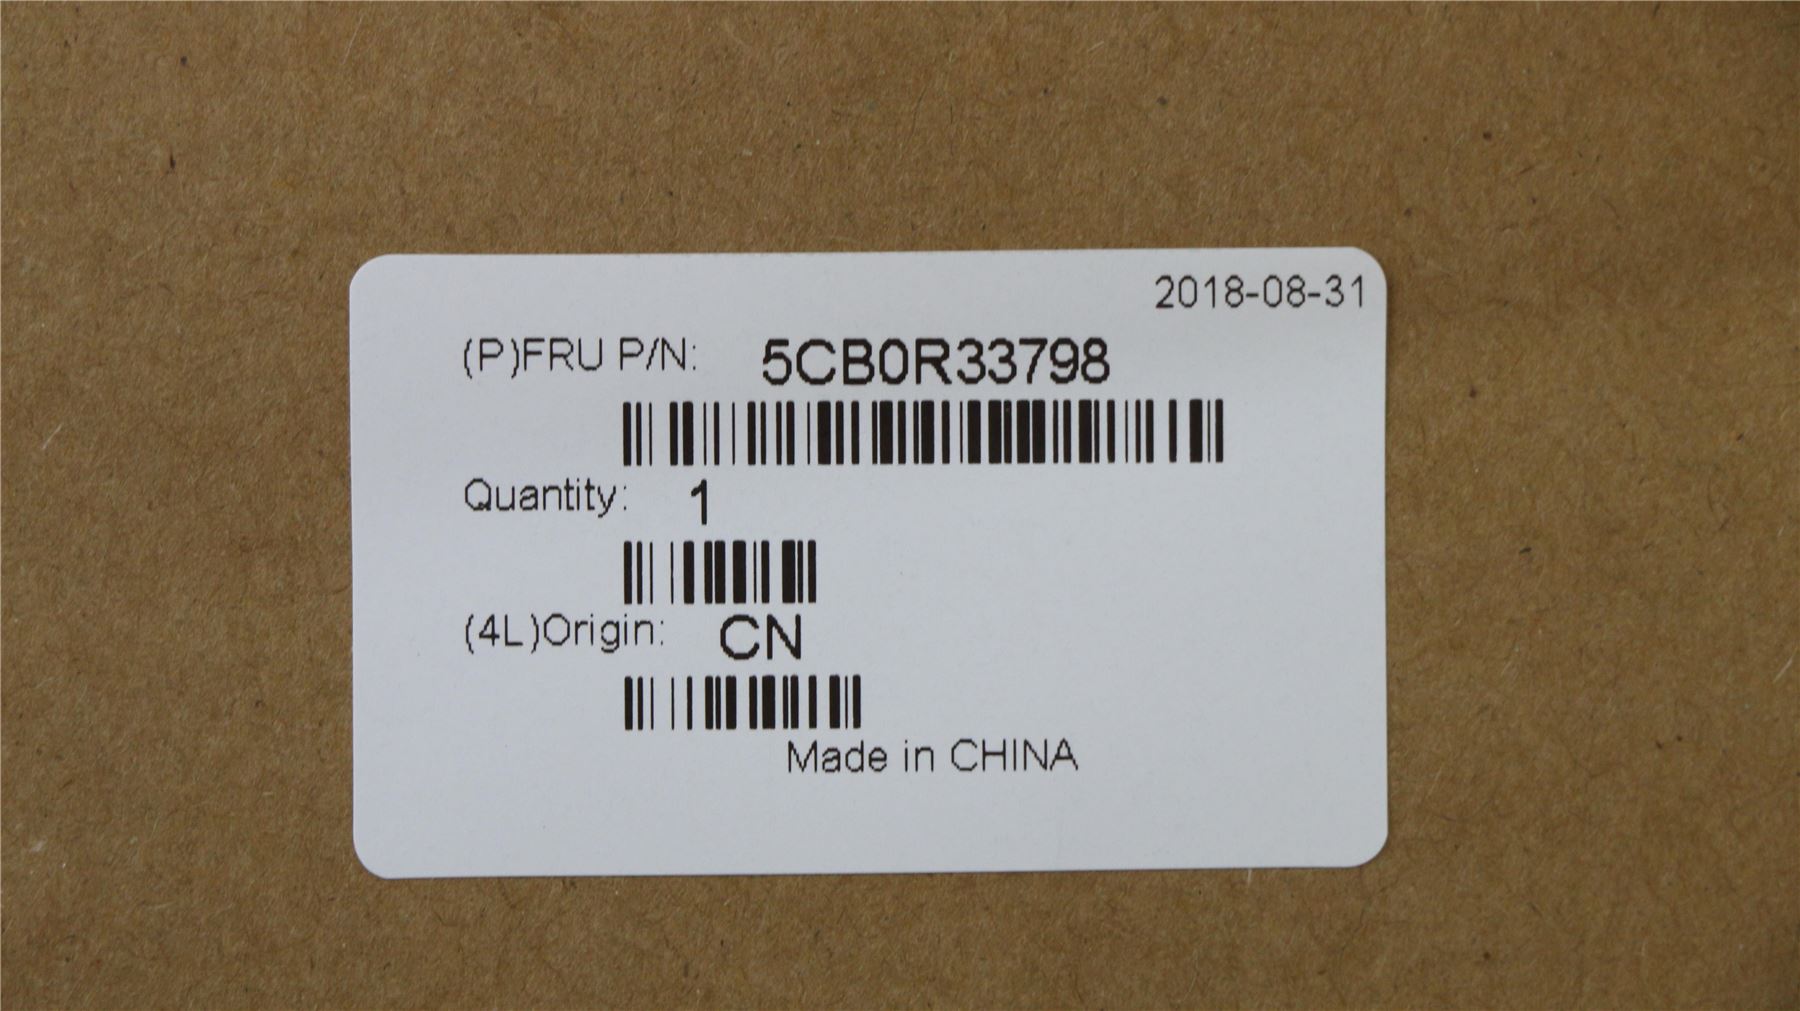 2018-08-31
(P)FRU P/N: 5CB0R33798
Quantity: 1
(4L)Origin: CN
Made in CHINA